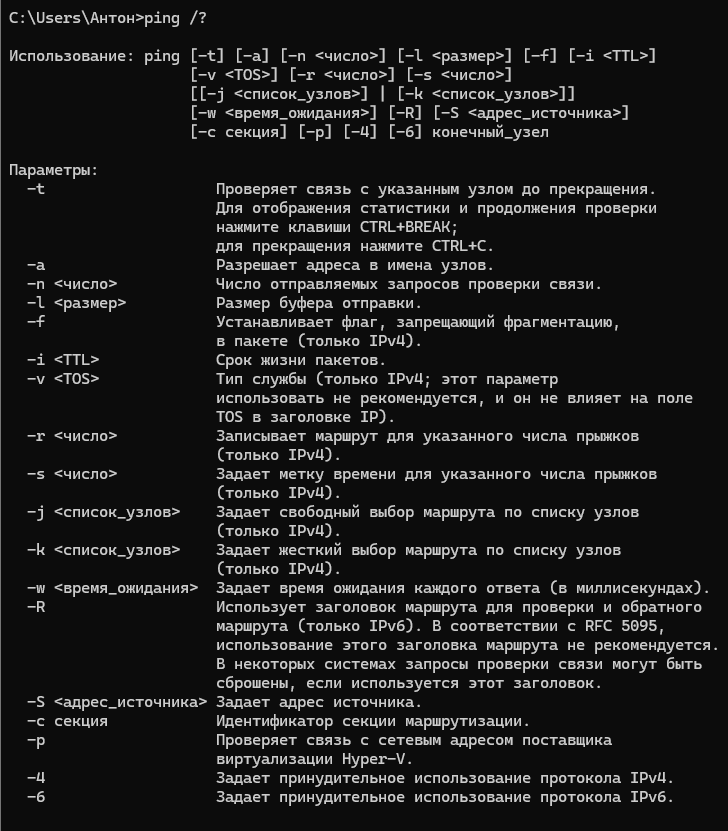 C:\Users\Антон>ping /?
Использование: ping [-t] [-a] [-n <число>] [-l <размер>] [-f] [-i <TTL>]
[-v <TOS>] [-r <число>] [-s <число>]
[[-j <список_узлов>] | [-k <список_узлов>]]
[-w <время_ожидания>] [-R] [-S <адрес_источника>]
[-c секция] [-p] [-4] [-6] конечный_узел
Параметры:
-t Проверяет связь с указанным узлом до прекращения.
Для отображения статистики и продолжения проверки
нажмите клавиши CTRL+BREAK;
для прекращения нажмите CTRL+C.
-a Разрешает адреса в имена узлов.
-n <число> Число отправляемых запросов проверки связи.
-l <размер> Размер буфера отправки.
-f Устанавливает флаг, запрещающий фрагментацию,
в пакете (только IPv4).
-i <TTL> Срок жизни пакетов.
-v <TOS> Тип службы (только IPv4; этот параметр
использовать не рекомендуется, и он не влияет на поле
TOS в заголовке IP).
-r <число> Записывает маршрут для указанного числа прыжков
(только IPv4).
-s <число> Задает метку времени для указанного числа прыжков
(только IPv4).
-j <список_узлов> Задает свободный выбор маршрута по списку узлов
(только IPv4).
-k <список_узлов> Задает жесткий выбор маршрута по списку узлов
(только IPv4).
-w <время_ожидания> Задает время ожидания каждого ответа (в миллисекундах).
-R Использует заголовок маршрута для проверки и обратного
маршрута (только IPv6). В соответствии с RFC 5095,
использование этого заголовка маршрута не рекомендуется.
В некоторых системах запросы проверки связи могут быть
сброшены, если используется этот заголовок.
-S <адрес_источника> Задает адрес источника.
-c секция Идентификатор секции маршрутизации.
-p Проверяет связь с сетевым адресом поставщика
виртуализации Hyper-V.
-4 Задает принудительное использование протокола IPv4.
-6 Задает принудительное использование протокола IPv6.